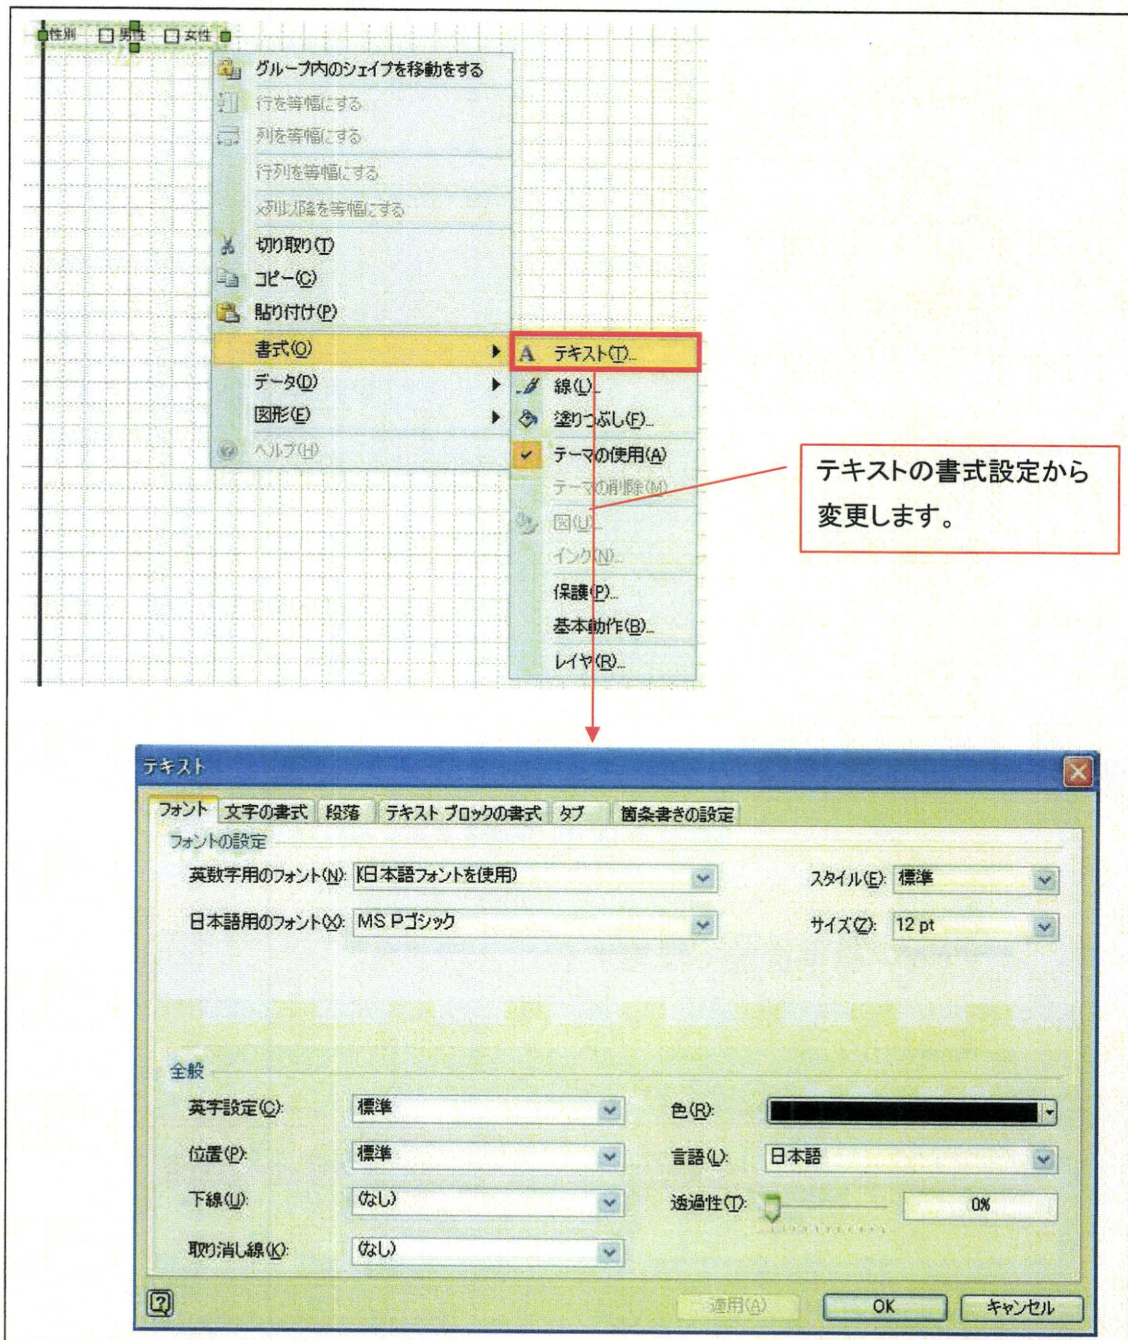 性別 □ 男性 □ 女性
グループ内のシェイプを移動をする
行を等幅にする
列を等幅にする
行列を等幅にする
x列以降を等幅にする
切り取り(T)
コピー(C)
貼り付け(P)
書式(O)
データ(D)
図形(E)
ヘルプ(H)
テキスト(T)...
線(L)...
塗りつぶし(F)...
テーマの使用(A)
テーマの削除(M)
図(U)...
インク(N)...
保護(P)...
基本動作(B)...
レイヤ(R)...
テキストの書式設定から
変更します。
テキスト
フォント 文字の書式 段落 テキスト ブロックの書式 タブ 箇条書きの設定
フォントの設定
英数字用のフォント(N): (日本語フォントを使用) スタイル(E): 標準
日本語用のフォント(X): MS Pゴシック サイズ(Z): 12 pt
全般
英字設定(C): 標準 色(R):
位置(P): 標準 言語(L): 日本語
下線(U): (なし) 透過性(T): 0%
取り消し線(K): (なし)
適用(A) OK キャンセル